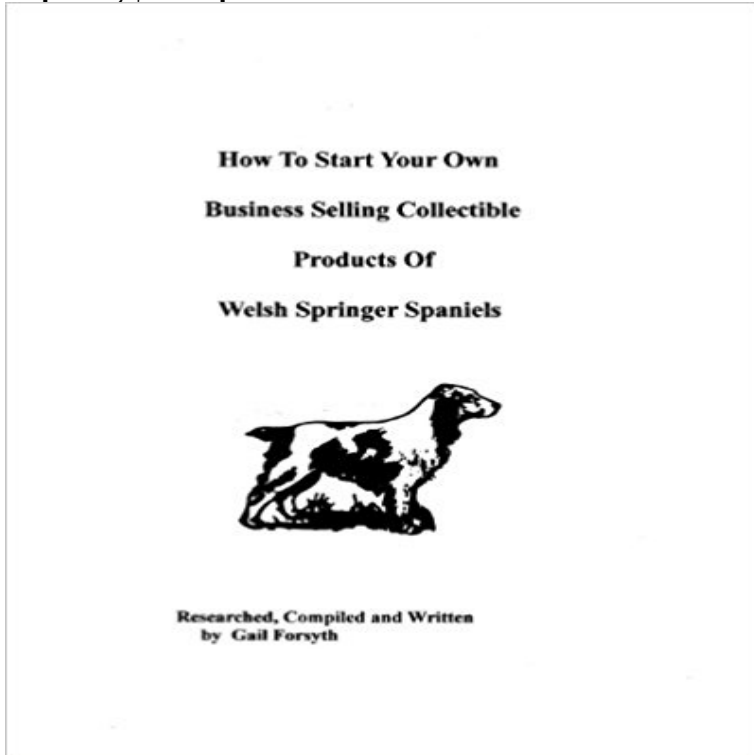 How To Start Your Own
Business Selling Collectible
Products Of
Welsh Springer Spaniels
Researched, Compiled and Written
by Gail Forsyth